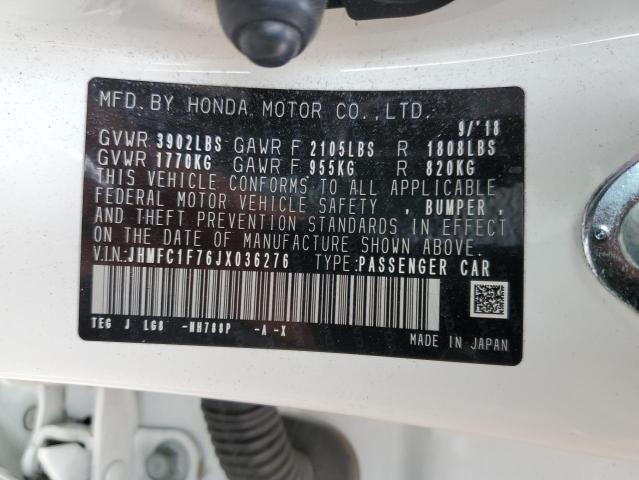 MFD. BY HONDA MOTOR CO., LTD.
9/'18
GVWR 3902LBS GAWR F 2105LBS R 1808LBS
GVWR 1770KG GAWR F 955KG R 820KG
THIS VEHICLE CONFORMS TO ALL APPLICABLE
FEDERAL MOTOR VEHICLE SAFETY , BUMPER ,
AND THEFT PREVENTION STANDARDS IN EFFECT
ON THE DATE OF MANUFACTURE SHOWN ABOVE.
V.I.N: JHMFC1F76JX036276 TYPE: PASSENGER CAR
TEG J LG8 -NH788P -A -X
MADE IN JAPAN